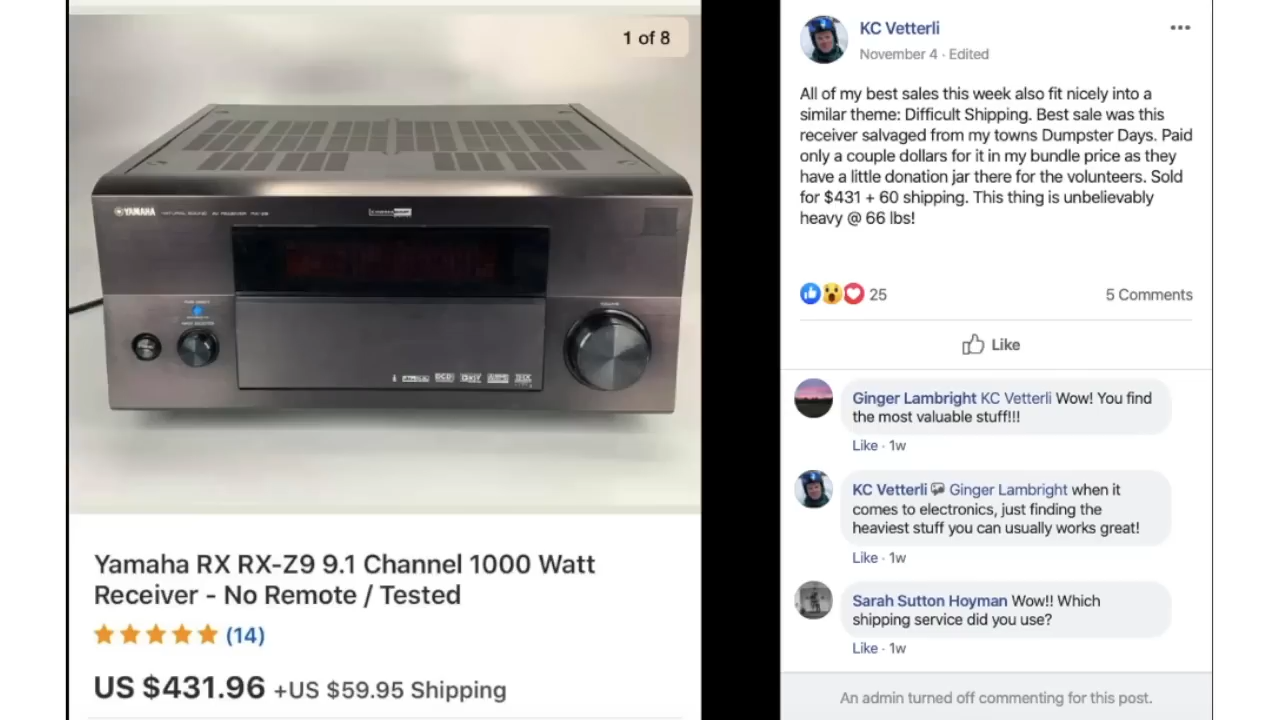 1 of 8
YAMAHA
NATURAL SOUND AV RECEIVER
Yamaha RX RX-Z9 9.1 Channel 1000 Watt
Receiver - No Remote / Tested
(14)
US $431.96 +US $59.95 Shipping
KC Vetterli
November 4 · Edited
All of my best sales this week also fit nicely into a
similar theme: Difficult Shipping. Best sale was this
receiver salvaged from my towns Dumpster Days. Paid
only a couple dollars for it in my bundle price as they
have a little donation jar there for the volunteers. Sold
for $431 + 60 shipping. This thing is unbelievably
heavy @ 66 lbs!
25
5 Comments
Like
Ginger Lambright KC Vetterli Wow! You find
the most valuable stuff!!!
Like · 1w
KC Vetterli Ginger Lambright when it
comes to electronics, just finding the
heaviest stuff you can usually works great!
Like · 1w
Sarah Sutton Hoyman Wow!! Which
shipping service did you use?
Like · 1w
An admin turned off commenting for this post.